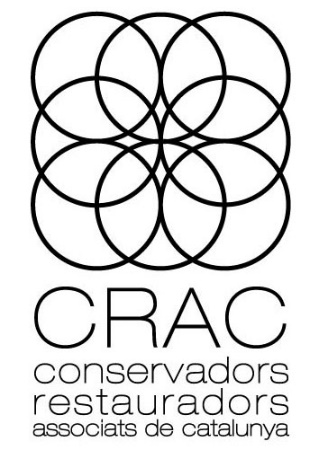 CRAC
conservadors
restauradors
associats de catalunya